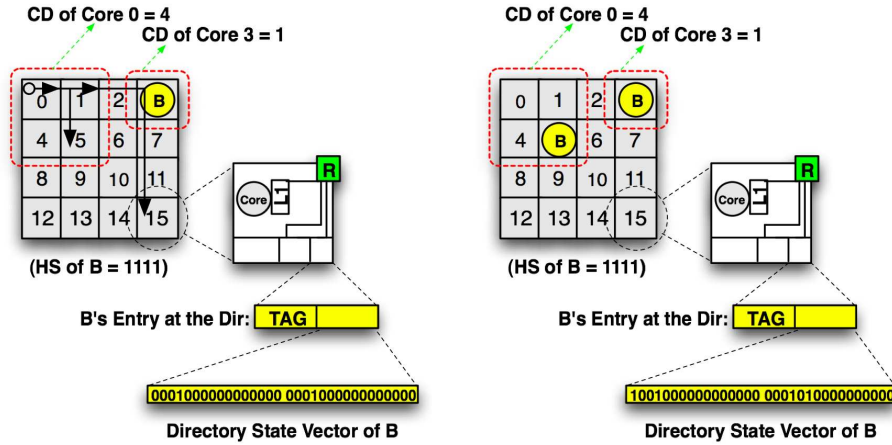 CD of Core 0 = 4
CD of Core 3 = 1
0 1 2 B
4 5 6 7
8 9 10 11
12 13 14 15
R
Core L1
(HS of B = 1111)
B's Entry at the Dir: TAG
0001000000000000 0001000000000000
Directory State Vector of B
CD of Core 0 = 4
CD of Core 3 = 1
0 1 2 B
4 B 6 7
8 9 10 11
12 13 14 15
R
Core L1
(HS of B = 1111)
B's Entry at the Dir: TAG
1001000000000000 0001010000000000
Directory State Vector of B